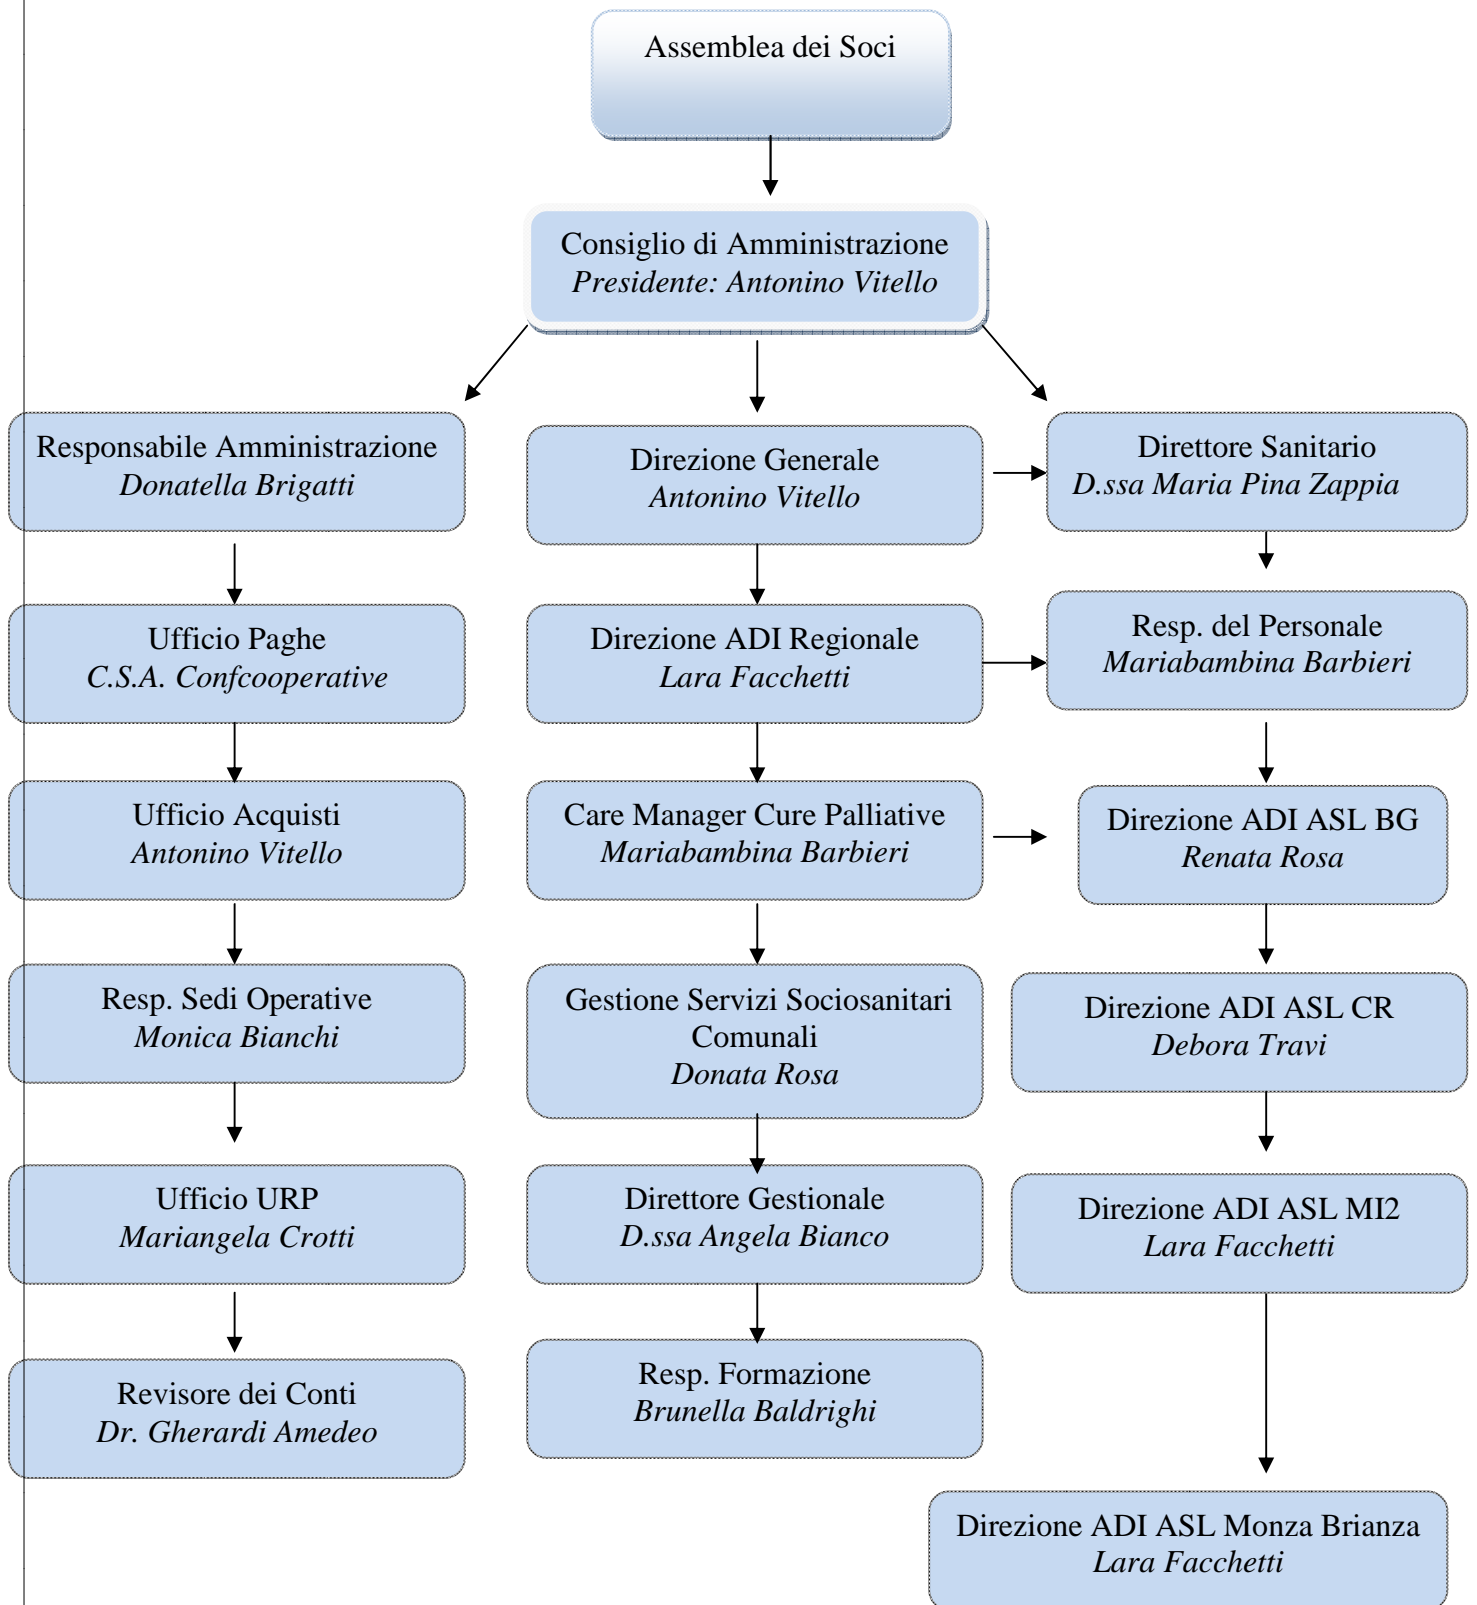 Assemblea dei Soci
Consiglio di Amministrazione
Presidente: Antonino Vitello
Responsabile Amministrazione
Donatella Brigatti
Direzione Generale
Antonino Vitello
Direttore Sanitario
D.ssa Maria Pina Zappia
Ufficio Paghe
C.S.A. Confcooperative
Direzione ADI Regionale
Lara Facchetti
Resp. del Personale
Mariabambina Barbieri
Ufficio Acquisti
Antonino Vitello
Care Manager Cure Palliative
Mariabambina Barbieri
Direzione ADI ASL BG
Renata Rosa
Resp. Sedi Operative
Monica Bianchi
Gestione Servizi Sociosanitari
Comunali
Donata Rosa
Direzione ADI ASL CR
Debora Travi
Ufficio URP
Mariangela Crotti
Direttore Gestionale
D.ssa Angela Bianco
Direzione ADI ASL MI2
Lara Facchetti
Revisore dei Conti
Dr. Gherardi Amedeo
Resp. Formazione
Brunella Baldrighi
Direzione ADI ASL Monza Brianza
Lara Facchetti